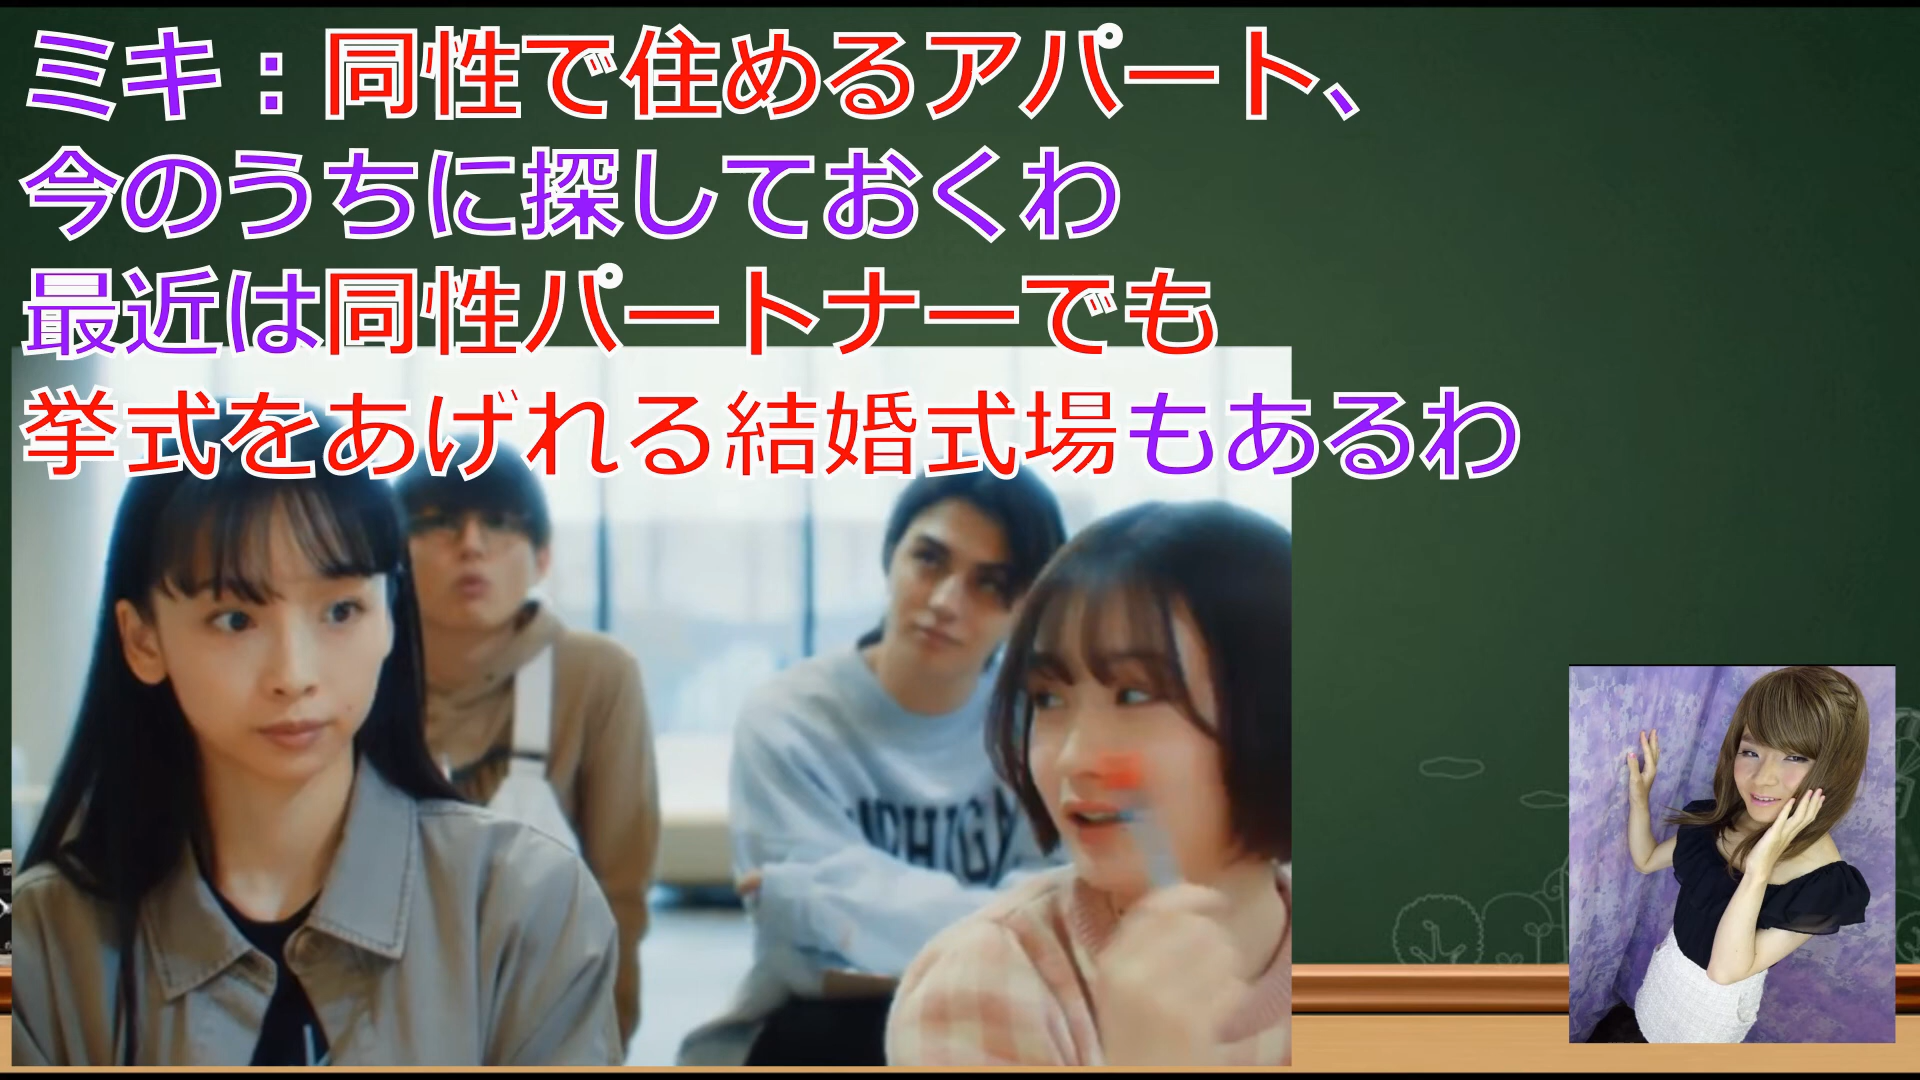 ミキ：同性で住めるアパート、
今のうちに探しておくわ
最近は同性パートナーでも
挙式をあげれる結婚式場もあるわ